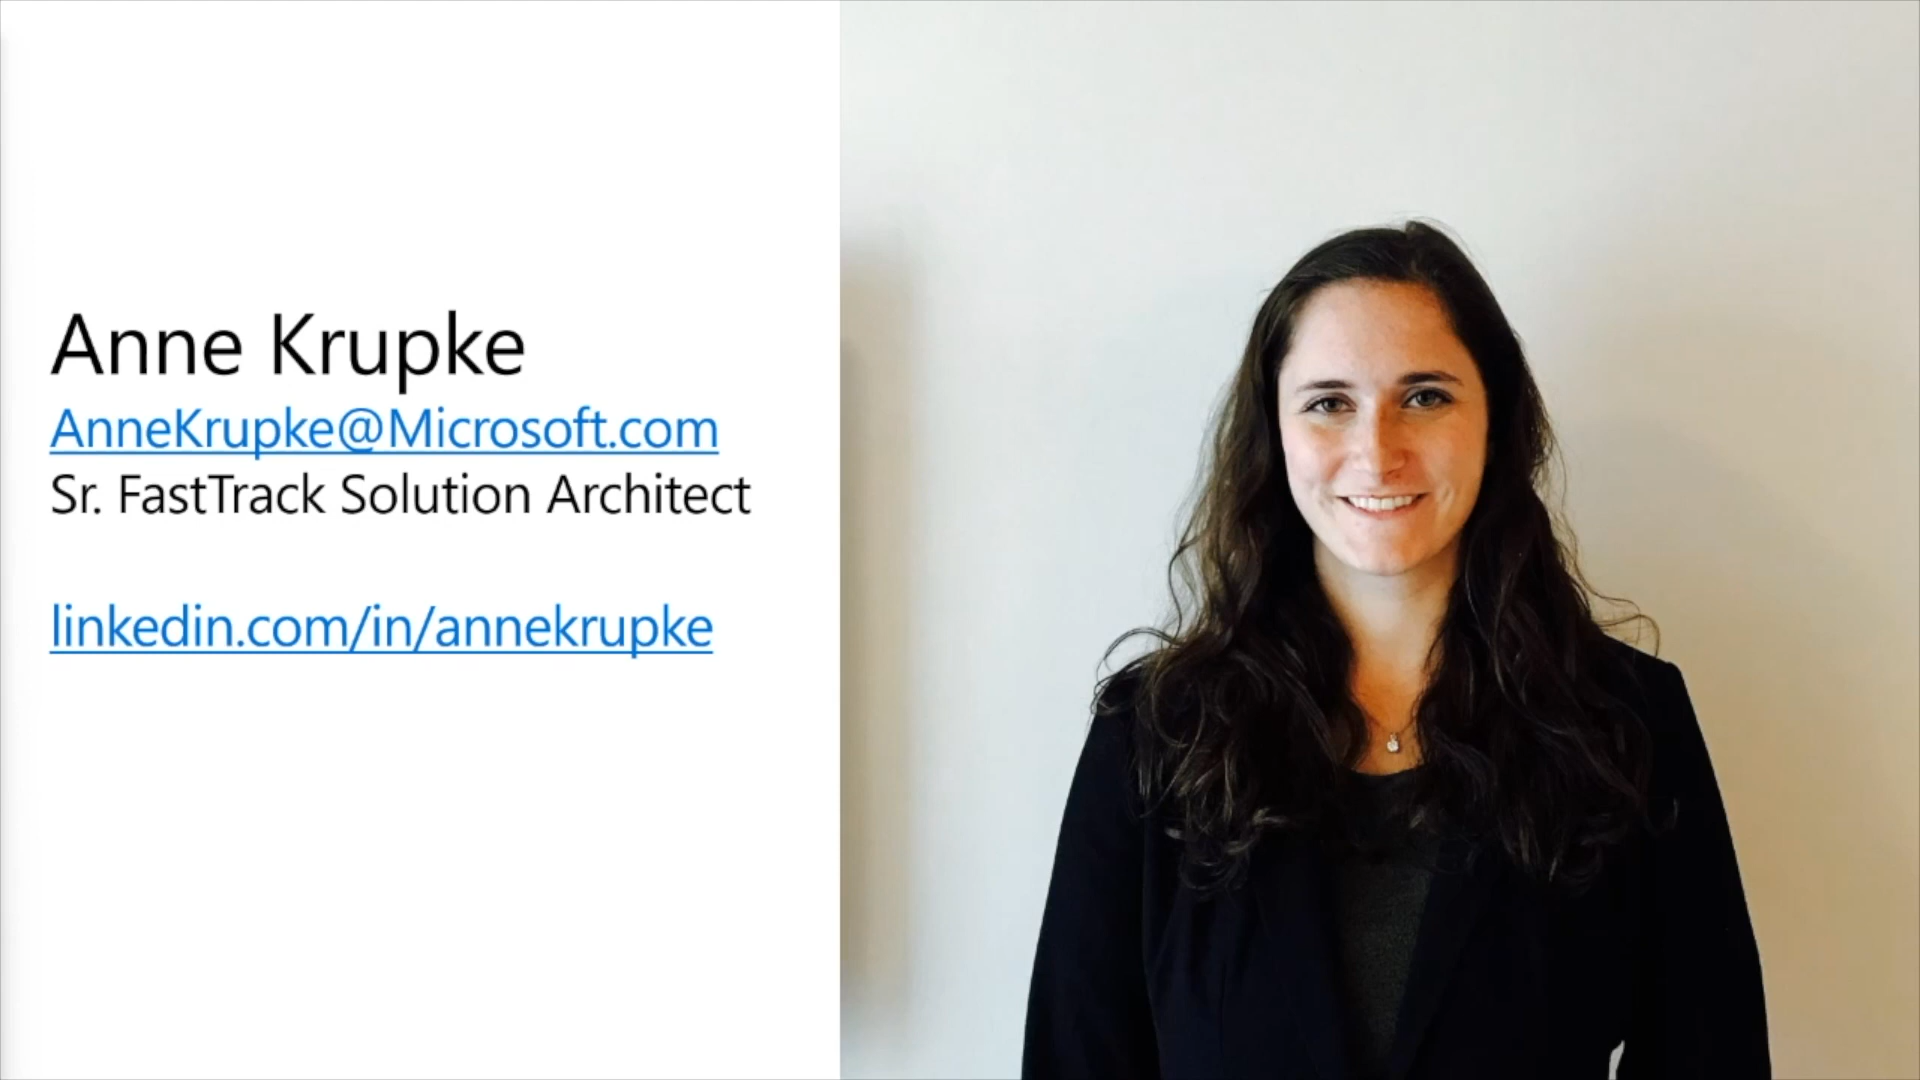 Anne Krupke
AnneKrupke@Microsoft.com
Sr. FastTrack Solution Architect
linkedin.com/in/annekrupke